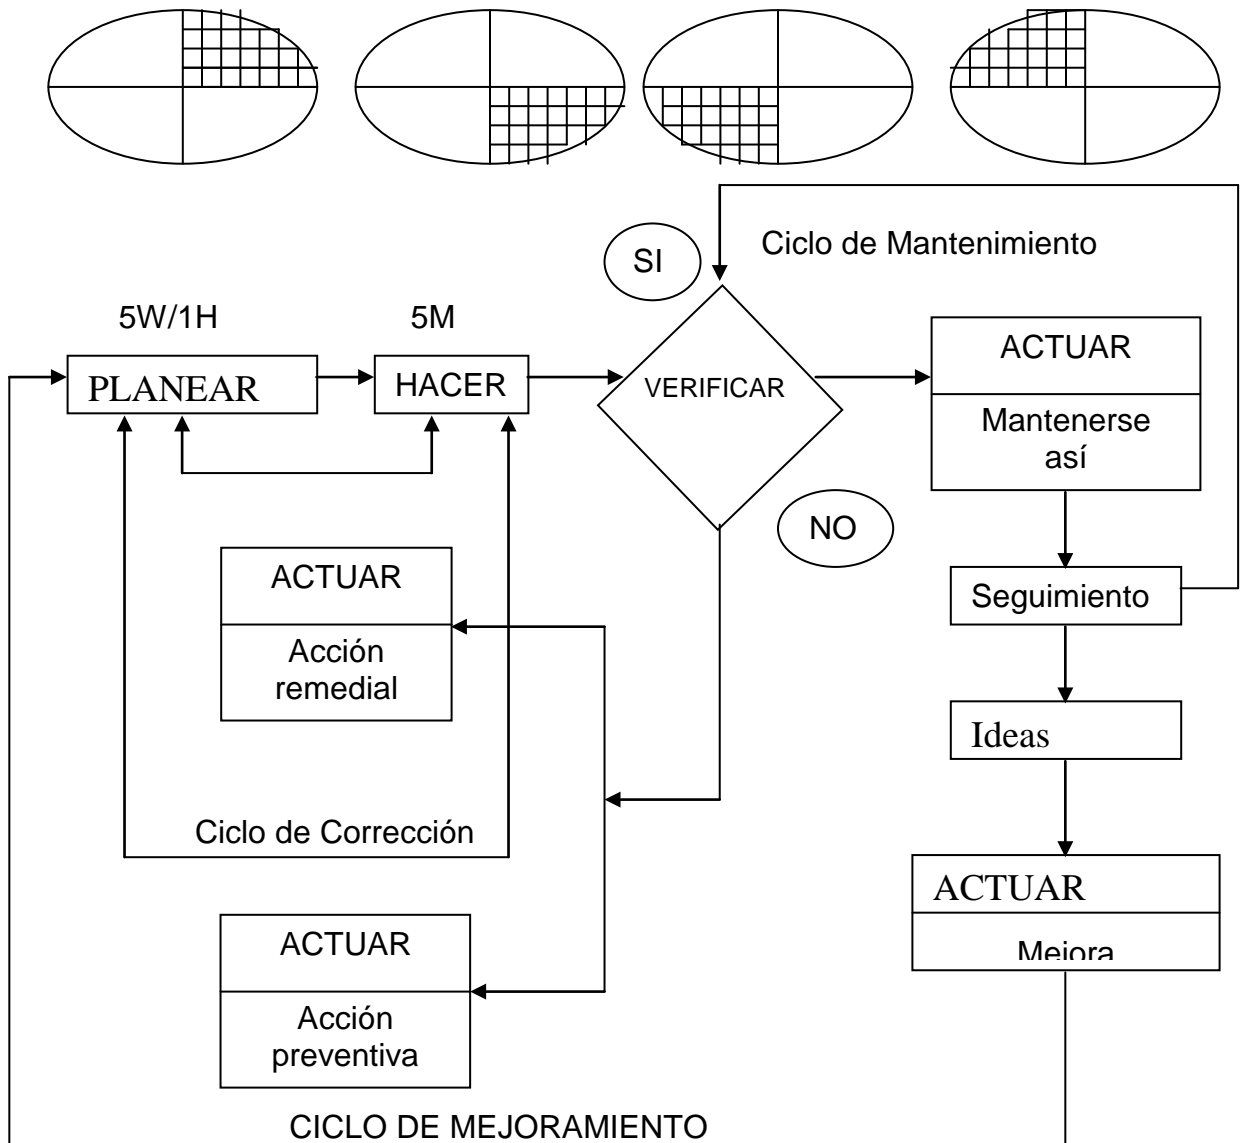 SI
Ciclo de Mantenimiento
5W/1H
5M
PLANEAR
HACER
VERIFICAR
ACTUAR
Mantenerse
así
NO
ACTUAR
Acción
remedial
Seguimiento
Ideas
Ciclo de Corrección
ACTUAR
Mejora
ACTUAR
Acción
preventiva
CICLO DE MEJORAMIENTO